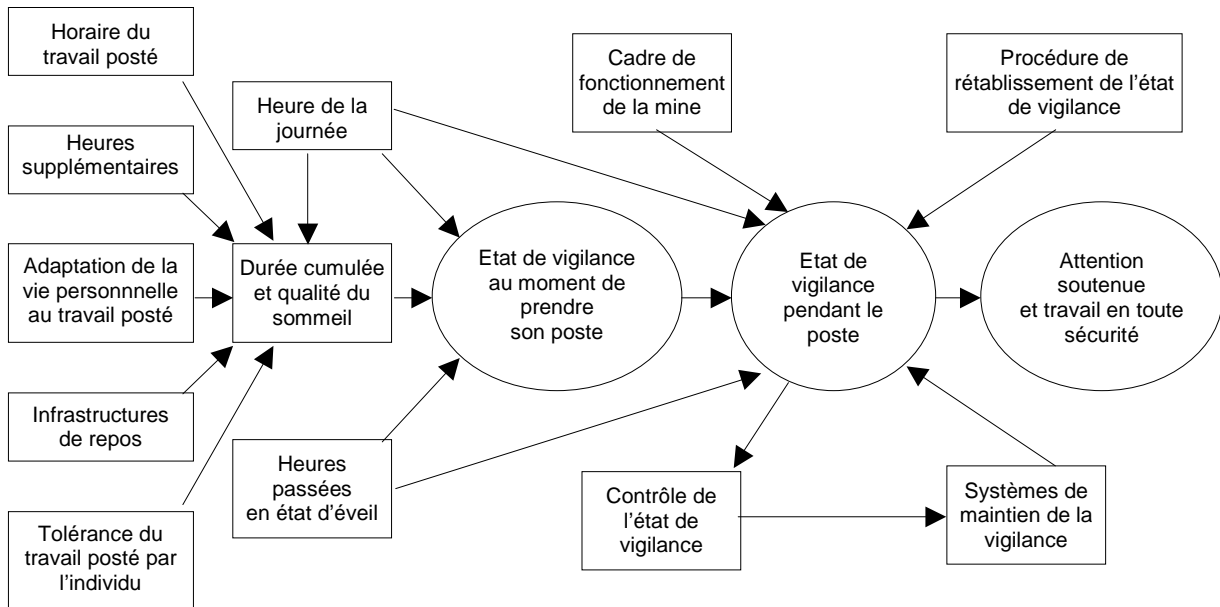 Horaire du
travail posté
Heures
supplémentaires
Adaptation de la
vie personnnelle
au travail posté
Infrastructures
de repos
Tolérance du
travail posté par
l'individu
Heure de la
journée
Durée cumulée
et qualité du
sommeil
Heures
passées
en état d'éveil
Etat de vigilance
au moment de
prendre
son poste
Cadre de
fonctionnement
de la mine
Etat de
vigilance
pendant le
poste
Contrôle de
l'état de
vigilance
Procédure de
rétablissement de l'état
de vigilance
Attention
soutenue
et travail en toute
sécurité
Systèmes de
maintien de la
vigilance